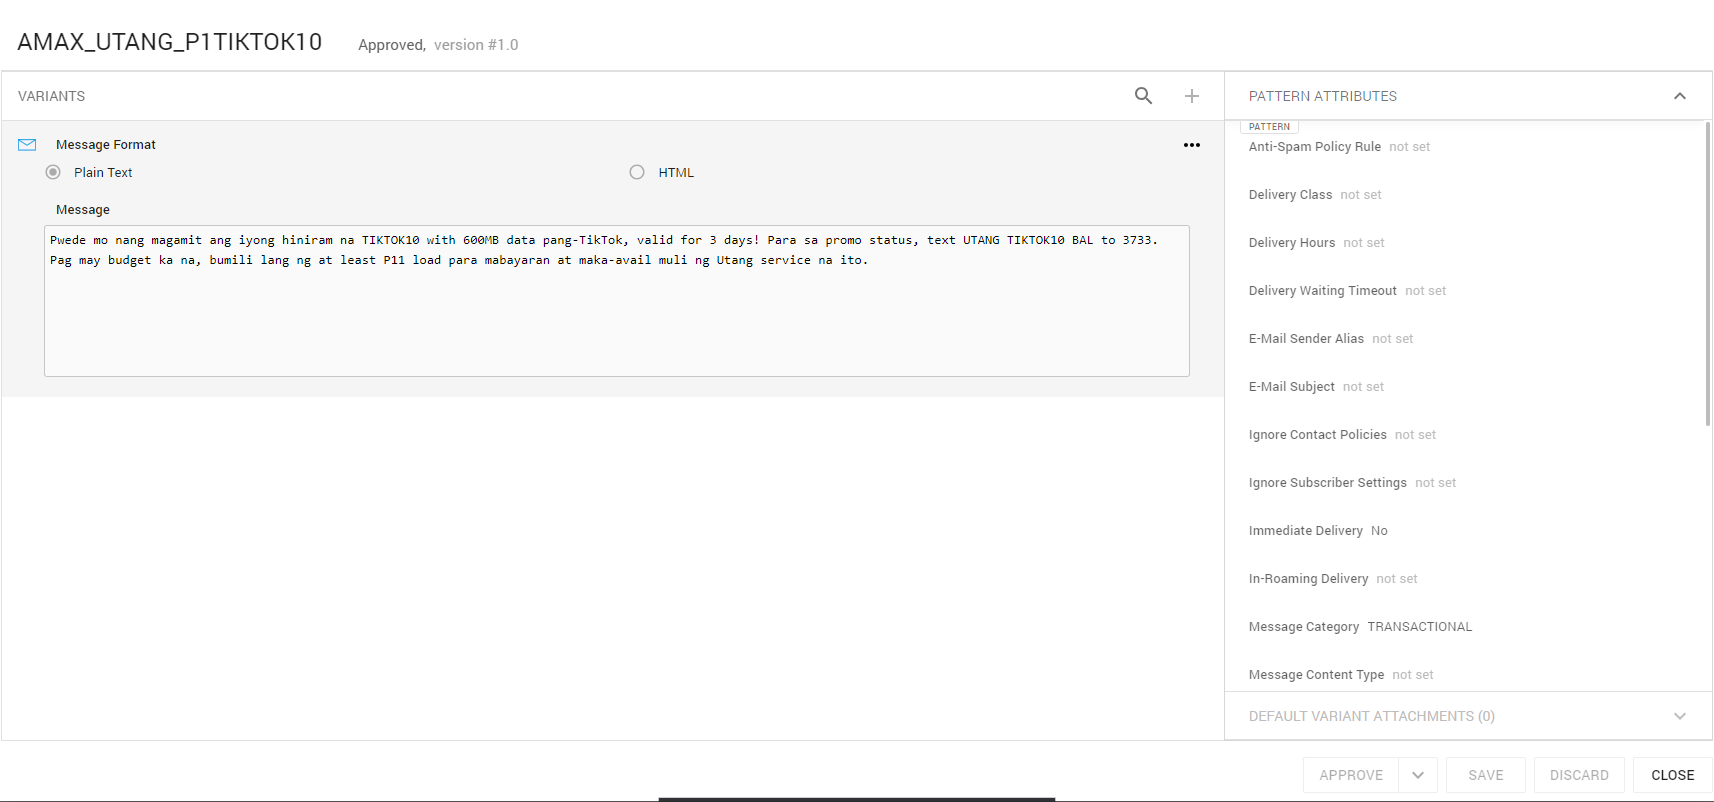 AMAX_UTANG_P1TIKTOK10 Approved, version #1.0
VARIANTS
Message Format
Plain Text HTML
Message
Pwede mo nang magamit ang iyong hiniram na TIKTOK10 with 600MB data pang-TikTok, valid for 3 days! Para sa promo status, text UTANG TIKTOK10 BAL to 3733.
Pag may budget ka na, bumili lang ng at least P11 load para mabayaran at maka-avail muli ng Utang service na ito.
PATTERN ATTRIBUTES
PATTERN
Anti-Spam Policy Rule not set
Delivery Class not set
Delivery Hours not set
Delivery Waiting Timeout not set
E-Mail Sender Alias not set
E-Mail Subject not set
Ignore Contact Policies not set
Ignore Subscriber Settings not set
Immediate Delivery No
In-Roaming Delivery not set
Message Category TRANSACTIONAL
Message Content Type not set
DEFAULT VARIANT ATTACHMENTS (0)
APPROVE SAVE DISCARD CLOSE